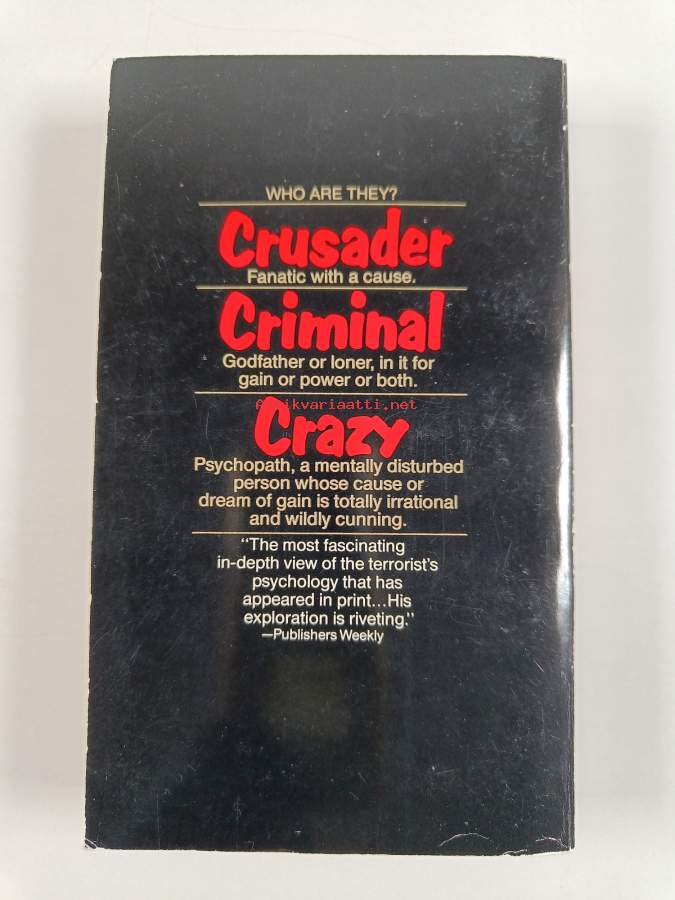 WHO ARE THEY?
Crusader
Fanatic with a cause.
Criminal
Godfather or loner, in it for
gain or power or both.
Antikvariaatti.net
Crazy
Psychopath, a mentally disturbed
person whose cause or
dream of gain is totally irrational
and wildly cunning.
"The most fascinating
in-depth view of the terrorist's
psychology that has
appeared in print...His
exploration is riveting."
—Publishers Weekly